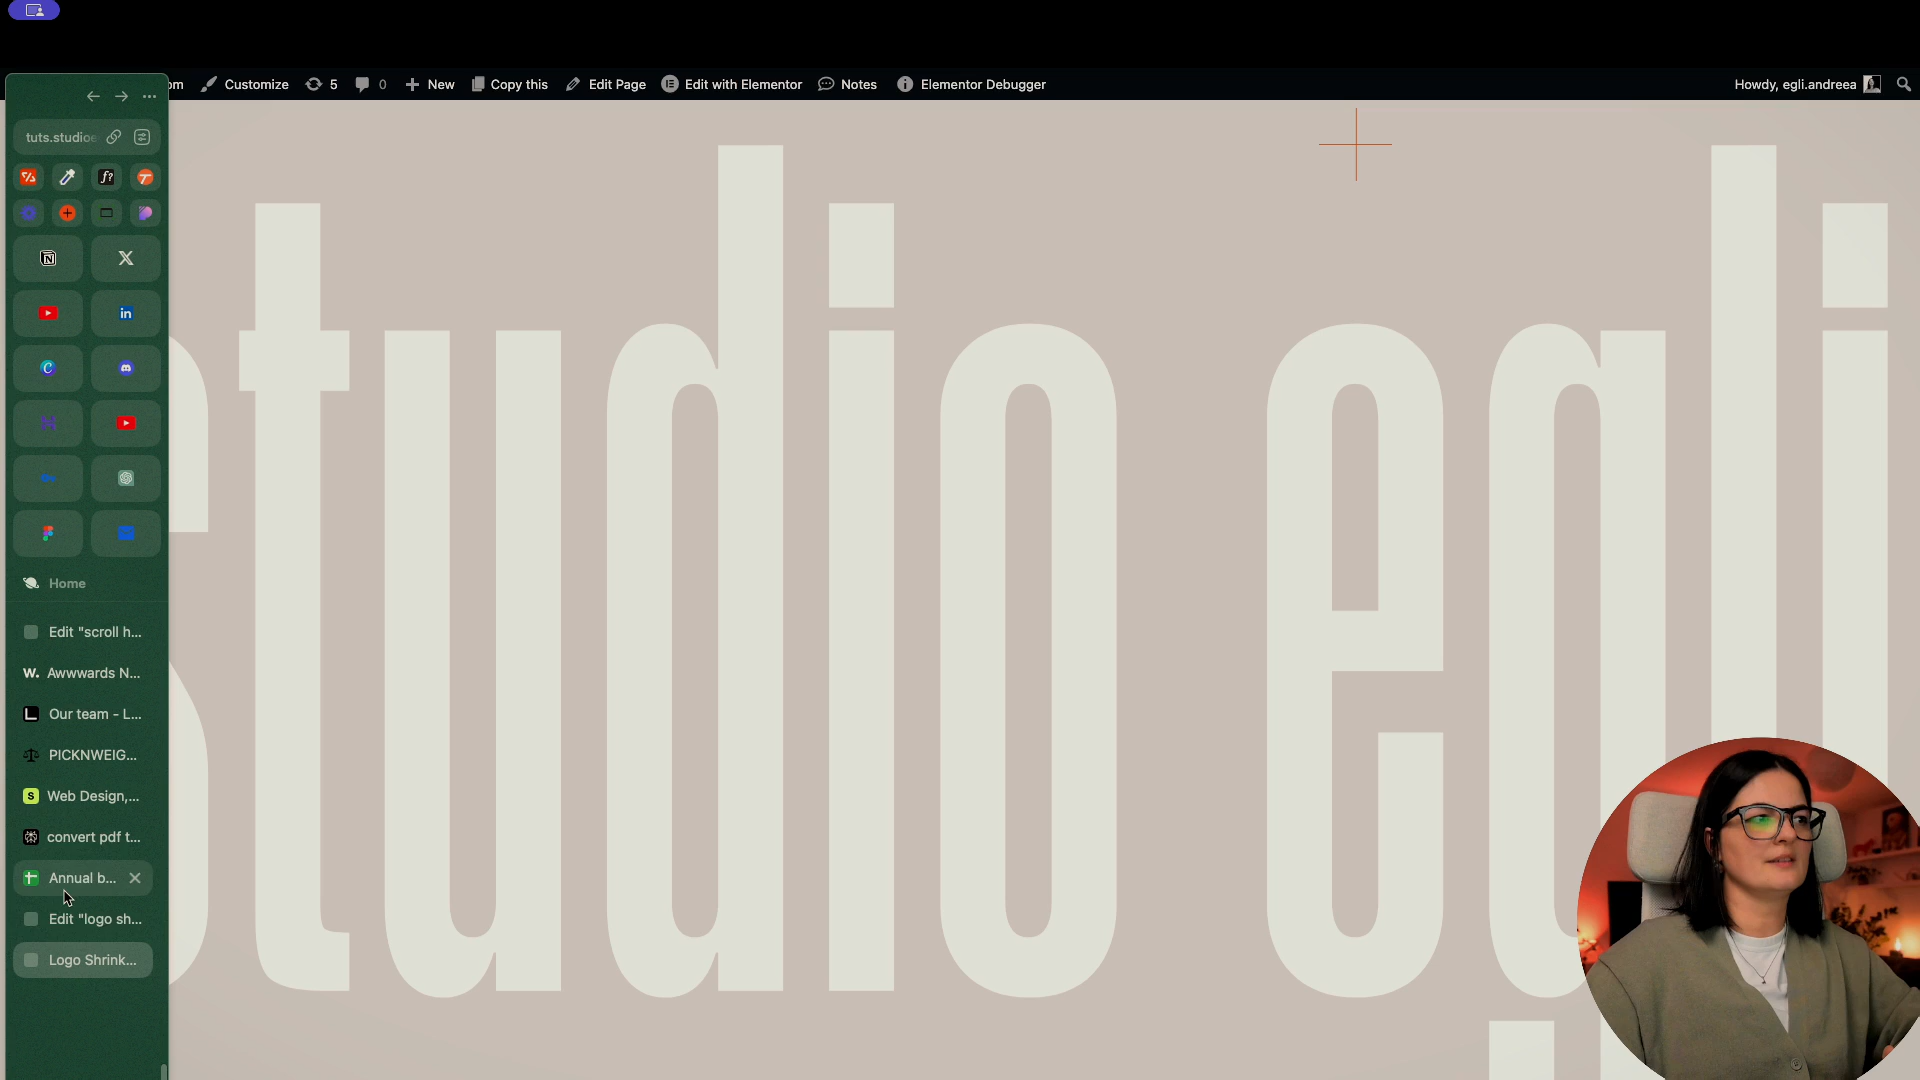 om
Customize
5
0
New
Copy this
Edit Page
Edit with Elementor
Notes
Elementor Debugger
Howdy, egli.andreea
tuts.studioe
f?
studio egli
Home
Edit "scroll h...
W. Awwwards N...
Our team - L...
PICKNWEIG...
S Web Design,...
convert pdf t...
Annual b...
Edit "logo sh...
Logo Shrink...